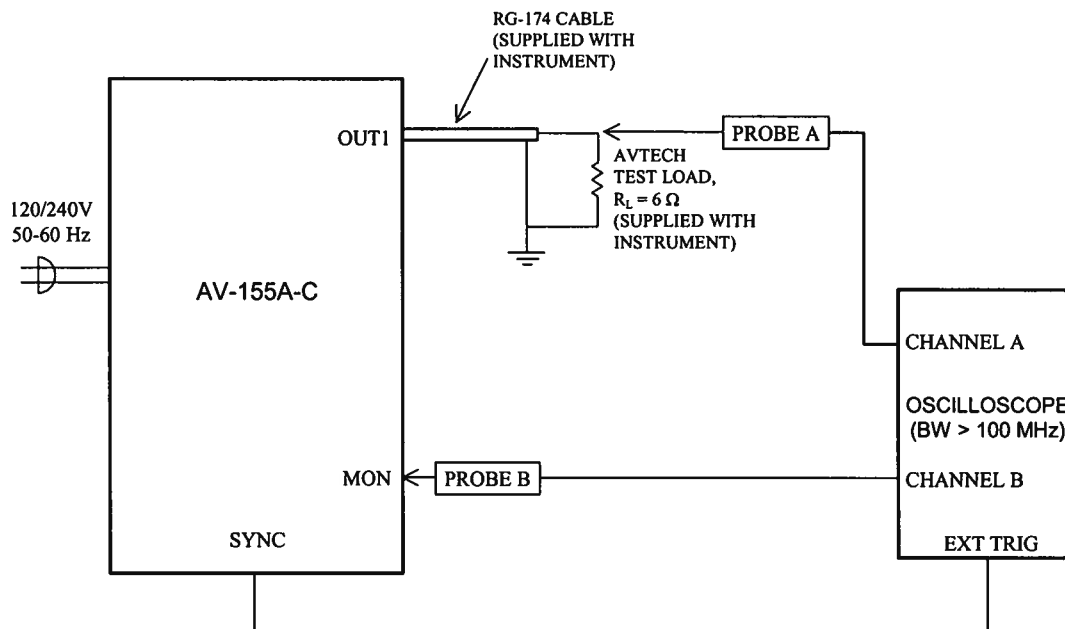 RG-174 CABLE
(SUPPLIED WITH
INSTRUMENT)
OUT1
PROBE A
AVTECH
TEST LOAD,
R_L = 6 Ω
(SUPPLIED WITH
INSTRUMENT)
120/240V
50-60 Hz
AV-155A-C
CHANNEL A
OSCILLOSCOPE
(BW > 100 MHz)
MON
PROBE B
CHANNEL B
SYNC
EXT TRIG